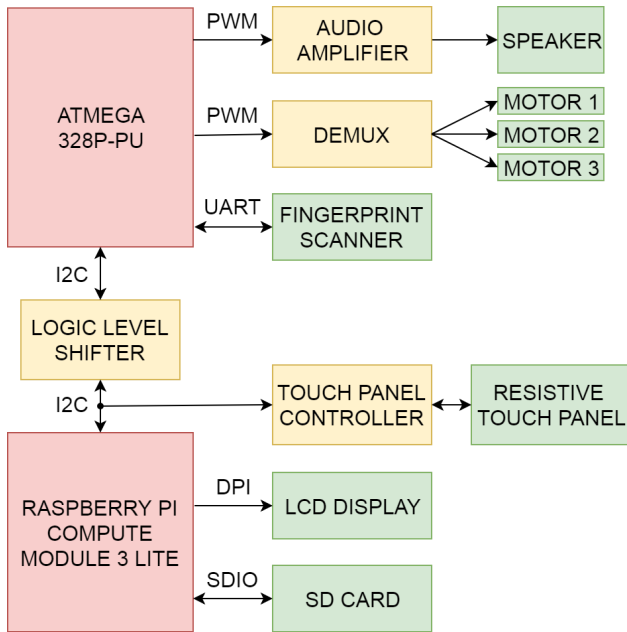 PWM
AUDIO
AMPLIFIER
SPEAKER
ATMEGA
328P-PU
PWM
DEMUX
MOTOR 1
MOTOR 2
MOTOR 3
UART
FINGERPRINT
SCANNER
I2C
LOGIC LEVEL
SHIFTER
I2C
TOUCH PANEL
CONTROLLER
RESISTIVE
TOUCH PANEL
RASPBERRY PI
COMPUTE
MODULE 3 LITE
DPI
LCD DISPLAY
SDIO
SD CARD